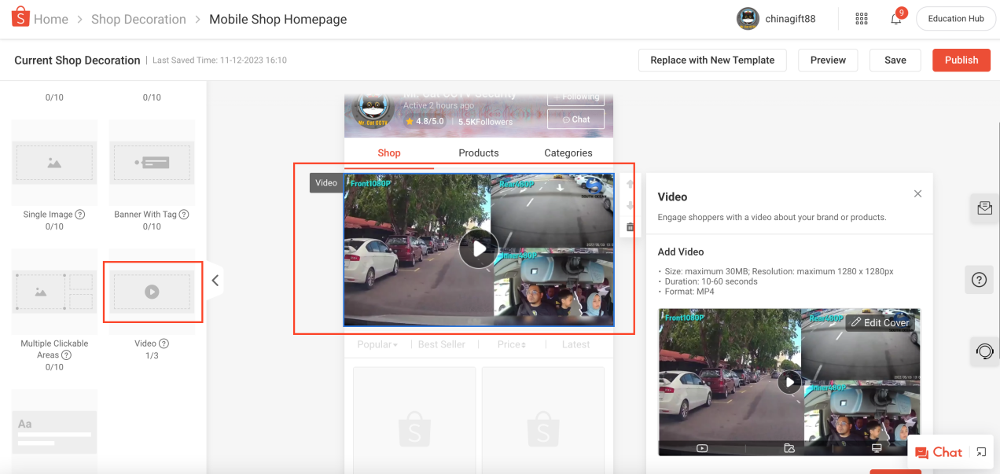 Home > Shop Decoration > Mobile Shop Homepage
chinagift88
9
Education Hub
Current Shop Decoration | Last Saved Time: 11-12-2023 16:10
Replace with New Template
Preview
Save
Publish
0/10
0/10
Single Image
0/10
Banner With Tag
0/10
Multiple Clickable
Areas
0/10
Video
1/3
Aa
Mr. Cat CCTV
Mr. Cat CCTV Security
Active 2 hours ago
4.8/5.0 | 5.5KFollowers
+ Following
Chat
Shop
Products
Categories
Video
Front1080P
Rear480P
SOUTH OCEAN
Inner480P
Popular
Best Seller
Price
Latest
Video
Engage shoppers with a video about your brand or products.
Add Video
• Size: maximum 30MB; Resolution: maximum 1280 x 1280px
• Duration: 10-60 seconds
• Format: MP4
Front1080P
Rear480P
Edit Cover
Inner480P
Chat